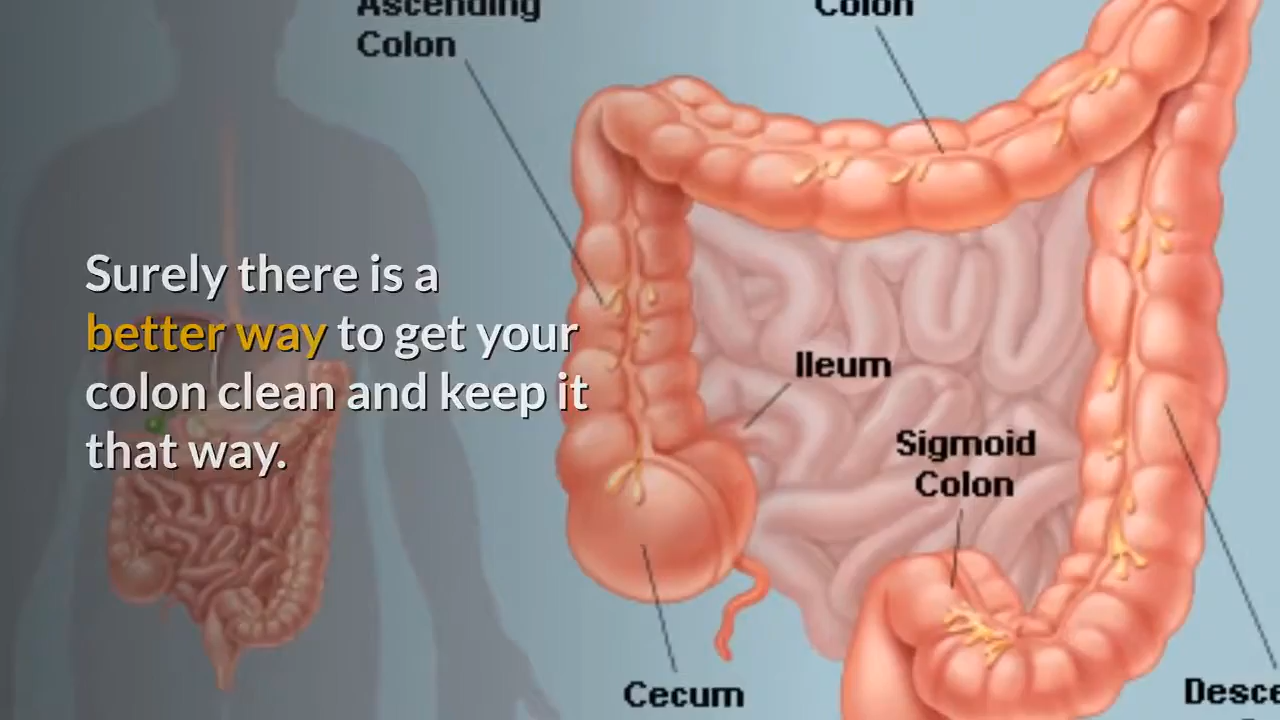 Ascending
Colon
Colon
Surely there is a
better way to get your
colon clean and keep it
that way.
Ileum
Sigmoid
Colon
Cecum
Desce